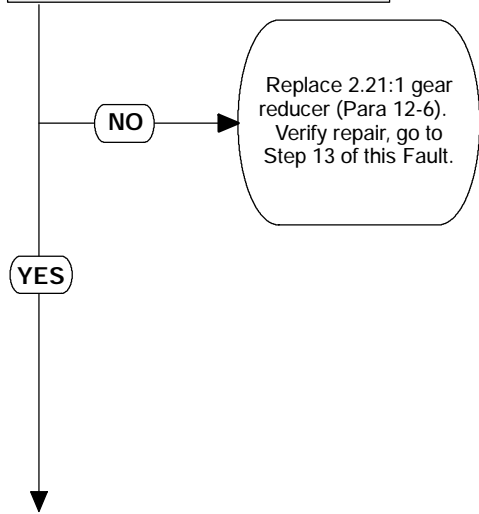 NO
Replace 2.21:1 gear
reducer (Para 12-6).
Verify repair, go to
Step 13 of this Fault.
YES